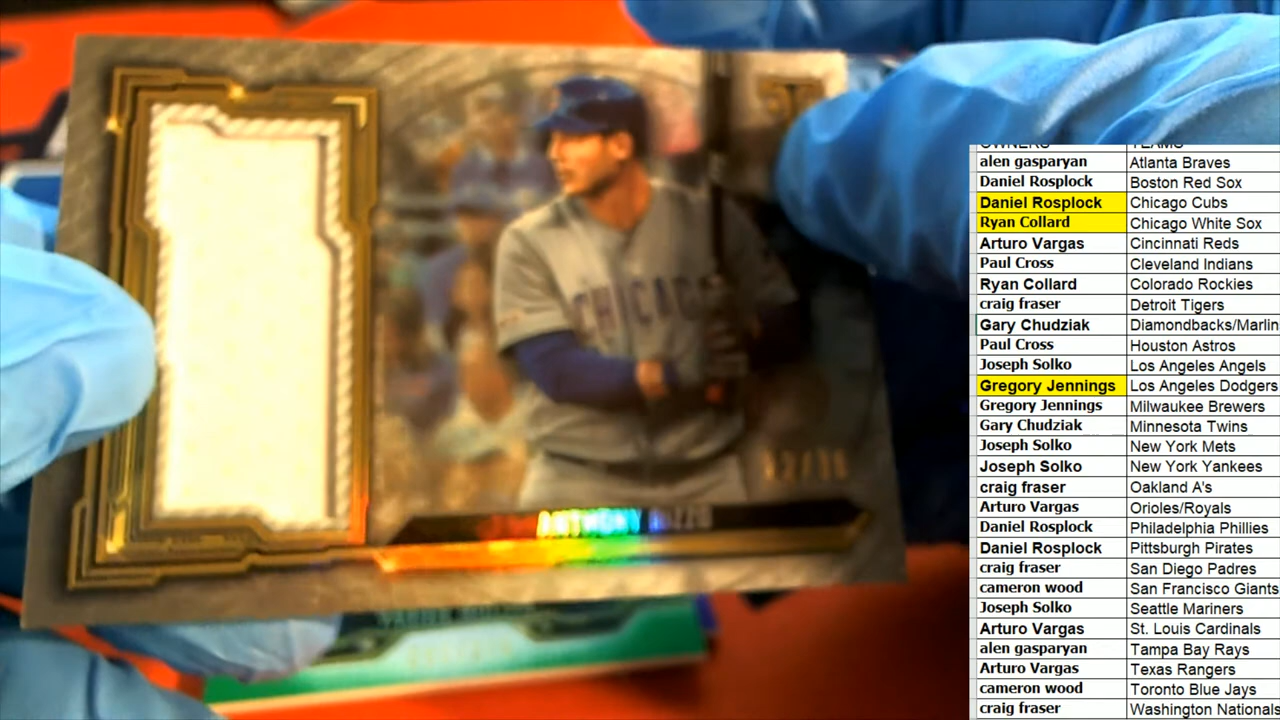 CHICAGO
ANTHONY RIZZO
OWNERS TEAMS
alen gasparyan Atlanta Braves
Daniel Rosplock Boston Red Sox
Daniel Rosplock Chicago Cubs
Ryan Collard Chicago White Sox
Arturo Vargas Cincinnati Reds
Paul Cross Cleveland Indians
Ryan Collard Colorado Rockies
craig fraser Detroit Tigers
Gary Chudziak Diamondbacks/Marlin
Paul Cross Houston Astros
Joseph Solko Los Angeles Angels
Gregory Jennings Los Angeles Dodgers
Gregory Jennings Milwaukee Brewers
Gary Chudziak Minnesota Twins
Joseph Solko New York Mets
Joseph Solko New York Yankees
craig fraser Oakland A's
Arturo Vargas Orioles/Royals
Daniel Rosplock Philadelphia Phillies
Daniel Rosplock Pittsburgh Pirates
craig fraser San Diego Padres
cameron wood San Francisco Giants
Joseph Solko Seattle Mariners
Arturo Vargas St. Louis Cardinals
alen gasparyan Tampa Bay Rays
Arturo Vargas Texas Rangers
cameron wood Toronto Blue Jays
craig fraser Washington Nationals